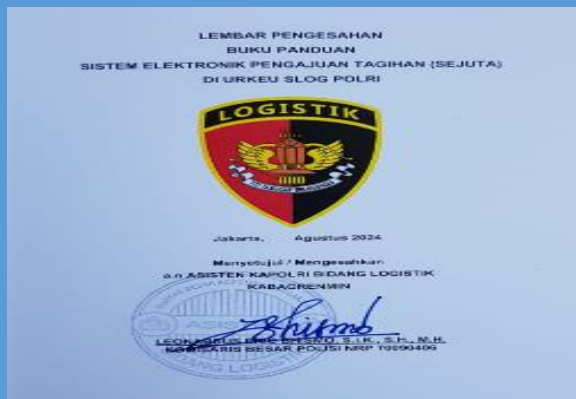 LEMBAR PENGESAHAN
BUKU PANDUAN
SISTEM ELEKTRONIK PENGAJUAN TAGIHAN (SEJUTA)
DI URKEU SLOG POLRI
LOGISTIK
Jakarta, Agustus 2024
Menyetujui / Mengesahkan
a.n ASISTEN KAPOLRI BIDANG LOGISTIK
KABAGRENMIN
S.I.K., S.H., M.H.
KOMISARIS BESAR POLISI NRP 70090406